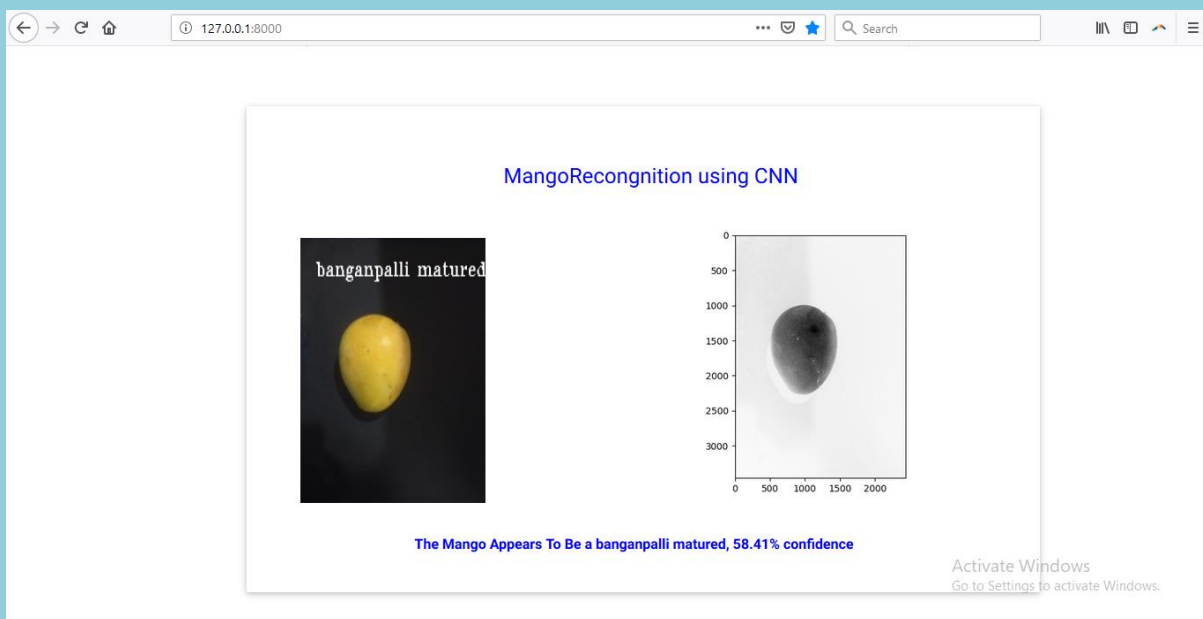 127.0.0.1:8000
Search
MangoRecongnition using CNN
banganpalli matured
0
500
1000
1500
2000
2500
3000
0 500 1000 1500 2000
The Mango Appears To Be a banganpalli matured, 58.41% confidence
Activate Windows
Go to Settings to activate Windows.